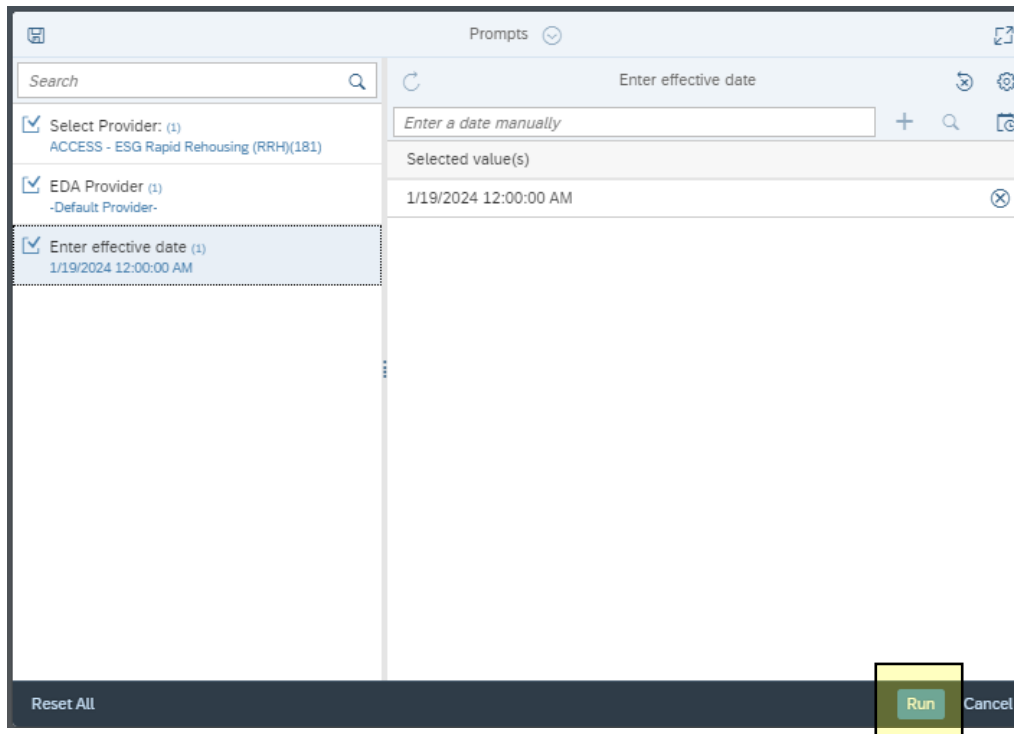 Prompts
Search
Enter effective date
Select Provider: (1)
ACCESS - ESG Rapid Rehousing (RRH)(181)
Enter a date manually
Selected value(s)
EDA Provider (1)
-Default Provider-
1/19/2024 12:00:00 AM
Enter effective date (1)
1/19/2024 12:00:00 AM
Reset All
Run
Cancel